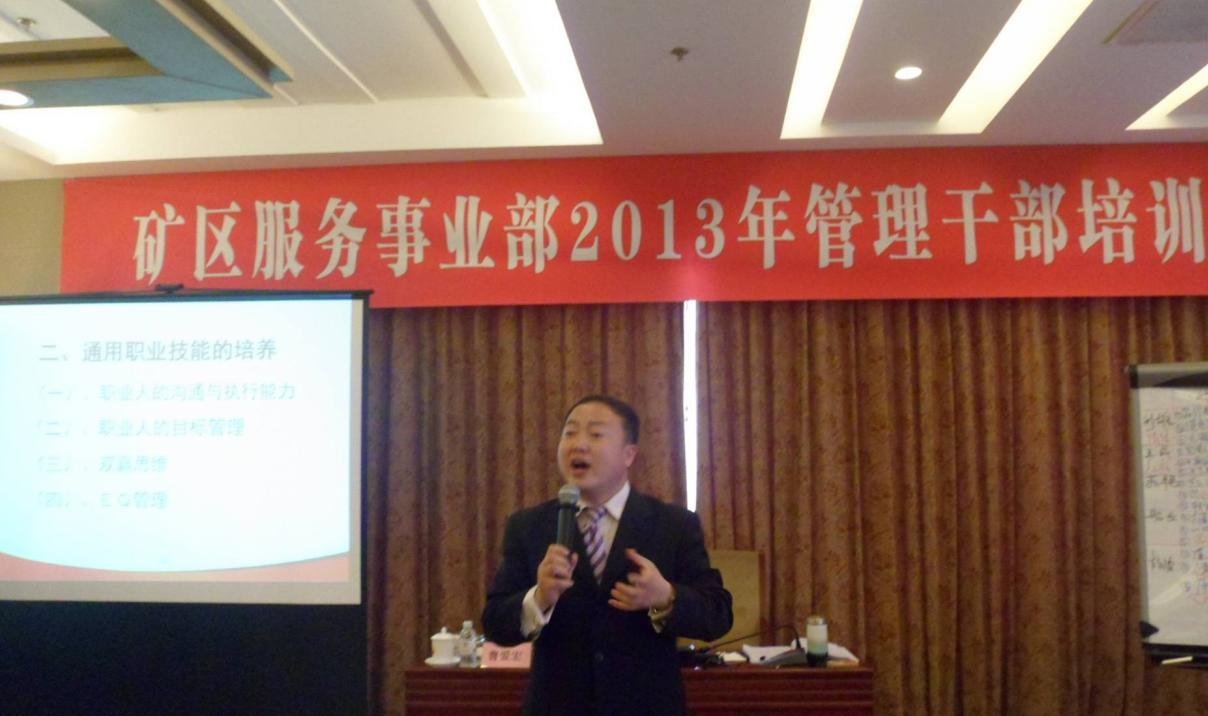 矿区服务事业部2013年管理干部培训
二、通用职业技能的培养
（一）、职业人的沟通与执行能力
（二）、职业人的目标管理
（三）、双赢思维
（四）、EQ管理
曹爱宏